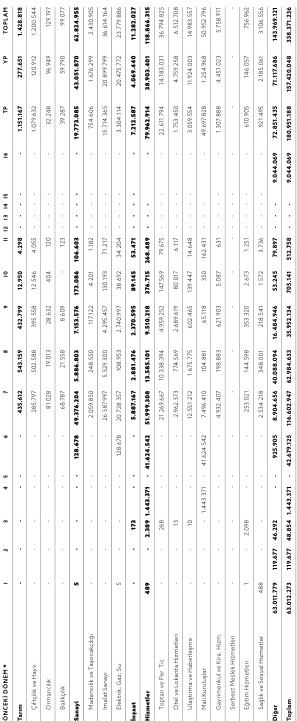 ÖNCEKİ DÖNEM * 1 2 3 4 5 6 7 8 9 10 11 12 13 14 15 16 TP YP TOPLAM
Tarım - - - - - - 435.612 543.159 432.799 12.950 4.298 - - - - - 1.151.167 277.651 1.428.818
Çiftçilik ve Hayv. - - - - - - 285.797 502.588 395.558 12.546 4.055 - - - - - 1.079.632 120.912 1.200.544
Ormancılık - - - - - - 81.028 19.013 28.632 404 120 - - - - - 32.248 96.949 129.197
Balıkçılık - - - - - - 68.787 21.558 8.609 - 123 - - - - - 39.287 59.790 99.077
Sanayi 5 - - - - 128.678 49.376.204 5.886.803 7.153.576 173.086 106.603 - - - - - 19.773.085 43.051.870 62.824.955
Madencilik ve Taşocakçılığı - - - - - - 2.059.850 248.550 117.122 4.201 1.182 - - - - - 754.606 1.676.299 2.430.905
İmalat Sanayi - - - - - - 26.587.997 5.529.300 4.295.457 130.193 71.217 - - - - - 15.714.365 20.899.799 36.614.164
Elektrik, Gaz, Su 5 - - - - 128.678 20.728.357 108.953 2.740.997 38.692 34.204 - - - - - 3.304.114 20.475.772 23.779.886
İnşaat - - 173 - - - 5.887.167 2.881.476 2.370.595 89.145 53.471 - - - - - 7.212.587 4.069.440 11.282.027
Hizmetler 489 - 2.389 1.443.371 - 41.624.542 51.999.308 13.585.101 9.510.218 376.715 268.489 - - - - - 79.962.914 38.903.401 118.866.315
Toptan ve Per. Tic - - 268 - - - 21.269.667 10.338.394 4.959.252 147.569 79.675 - - - - - 22.611.794 14.183.031 36.794.825
Otel ve Lokanta Hizmetleri - - 13 - - - 2.962.373 774.569 2.689.619 80.017 6.117 - - - - - 1.753.450 4.759.258 6.512.708
Ulaştırma ve Haberleşme - - 10 - - - 12.551.212 1.675.775 602.465 139.447 14.648 - - - - - 3.059.554 11.924.003 14.983.557
Mali Kuruluşlar - - - 1.443.371 - 41.624.542 7.496.410 104.881 65.118 350 162.431 - - - - - 49.697.828 1.254.968 50.952.796
Gayrimenkul ve Kira. Hizm. - - - - - - 4.932.407 198.883 621.903 5.087 631 - - - - - 1.307.888 4.451.023 5.758.911
Serbest Meslek Hizmetleri - - - - - - - - - - - - - - - - - - -
Eğitim Hizmetleri 1 - 2.098 - - - 253.021 144.598 353.320 2.673 1.251 - - - - - 610.905 146.057 756.962
Sağlık ve Sosyal Hizmetler 488 - - - - - 2.534.218 348.001 218.541 1.572 3.736 - - - - - 921.495 2.185.061 3.106.556
Diğer 63.011.779 119.677 46.292 - - 925.905 8.904.656 40.088.094 16.484.946 53.245 79.897 - - - - 9.044.069 72.851.435 71.117.686 143.969.121
Toplam 63.012.273 119.677 48.854 1.443.371 - 42.679.125 116.602.947 62.984.633 35.952.134 705.141 512.758 - - - - 9.044.069 180.951.188 157.420.048 338.371.236